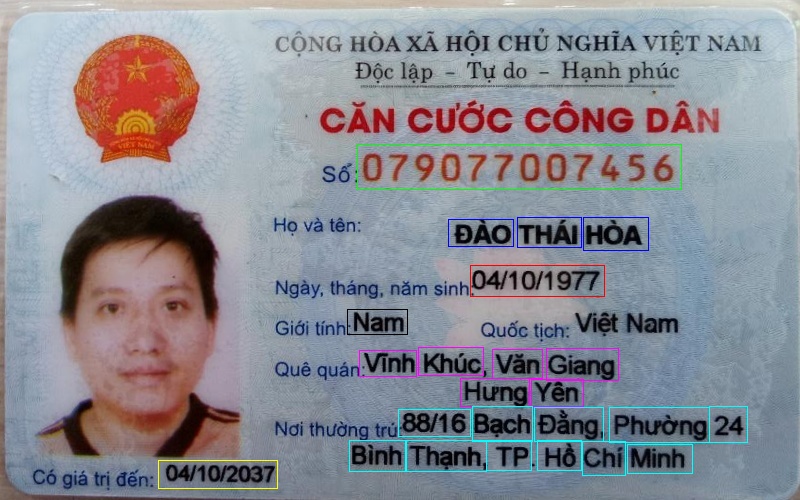 CỘNG HÒA XÃ HỘI CHỦ NGHĨA VIỆT NAM
Độc lập – Tự do – Hạnh phúc
CĂN CƯỚC CÔNG DÂN
Số: 079077007456
Họ và tên: ĐÀO THÁI HÒA
Ngày, tháng, năm sinh: 04/10/1977
Giới tính: Nam Quốc tịch: Việt Nam
Quê quán: Vĩnh Khúc, Văn Giang
Hưng Yên
Nơi thường trú: 88/16 Bạch Đằng, Phường 24
Bình Thạnh, TP. Hồ Chí Minh
Có giá trị đến: 04/10/2037
VIỆT NAM